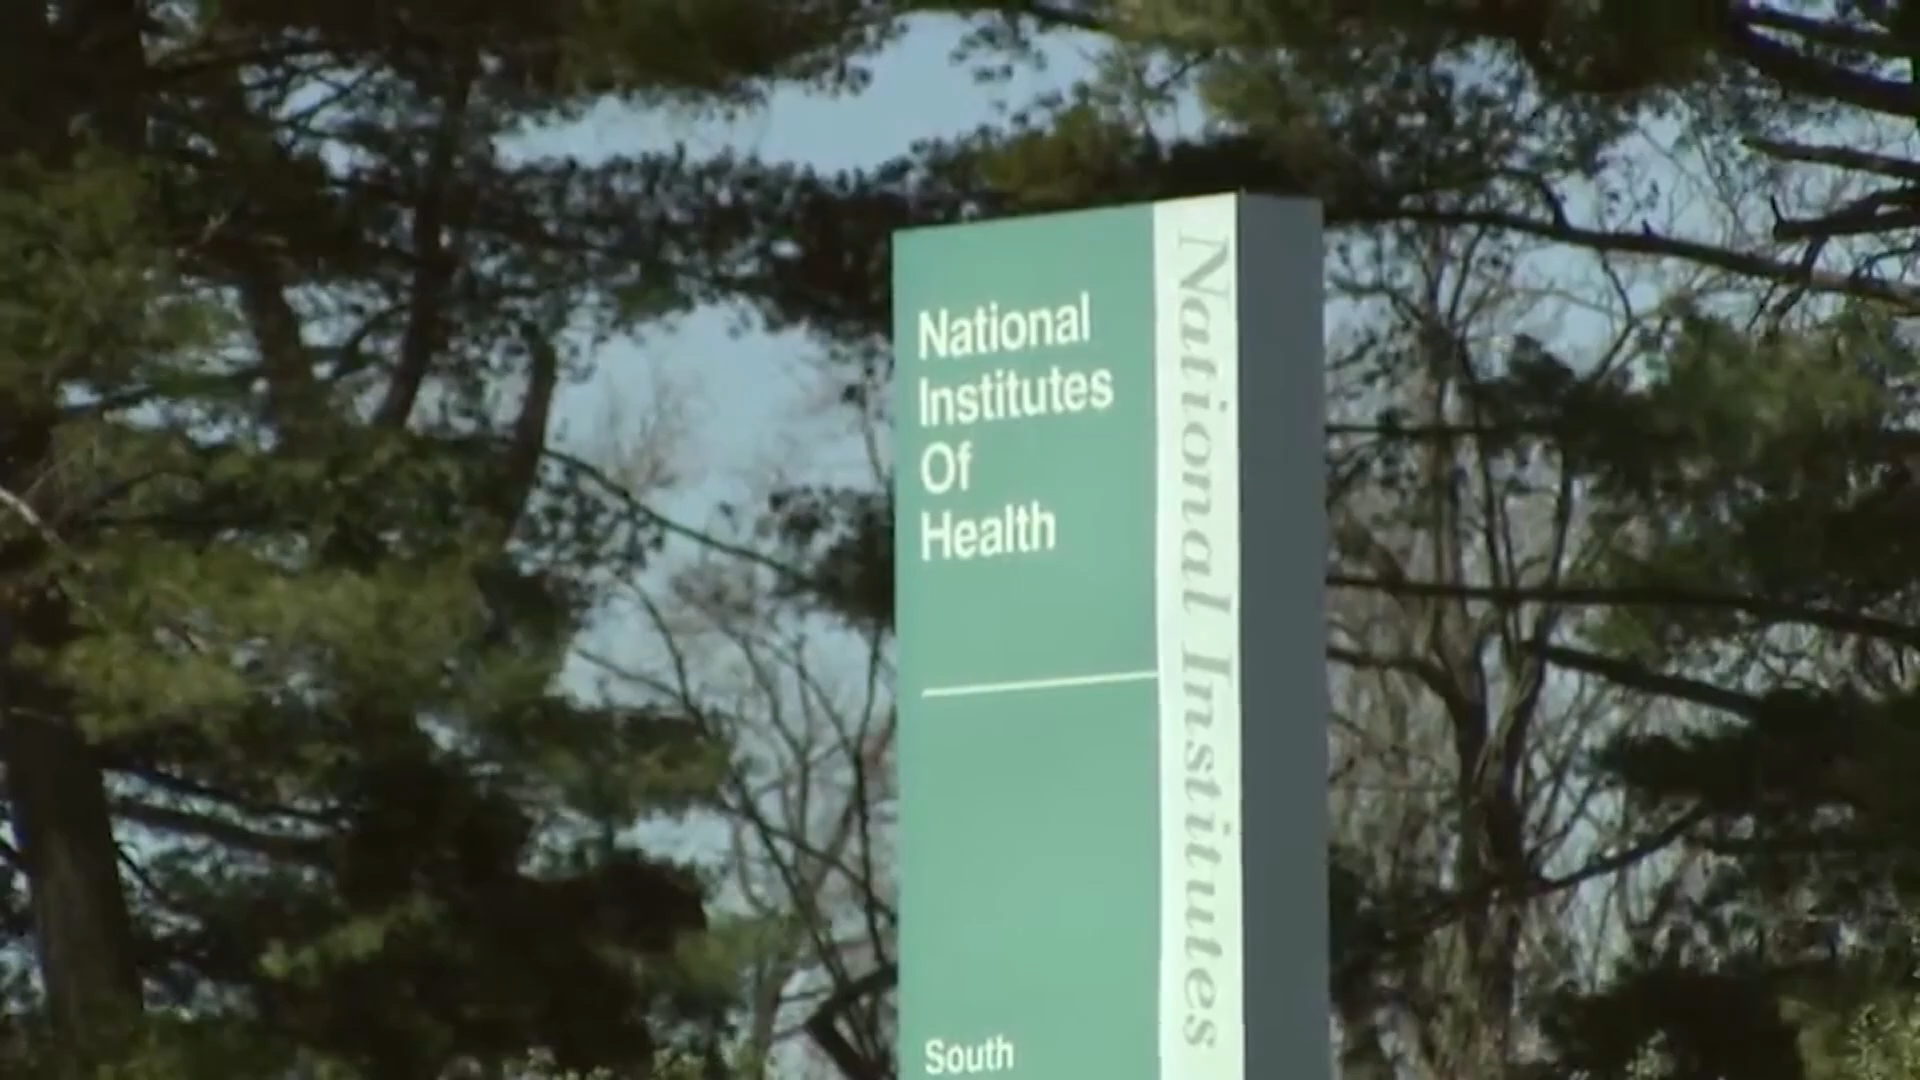 National
Institutes
Of
Health
South
National Institutes